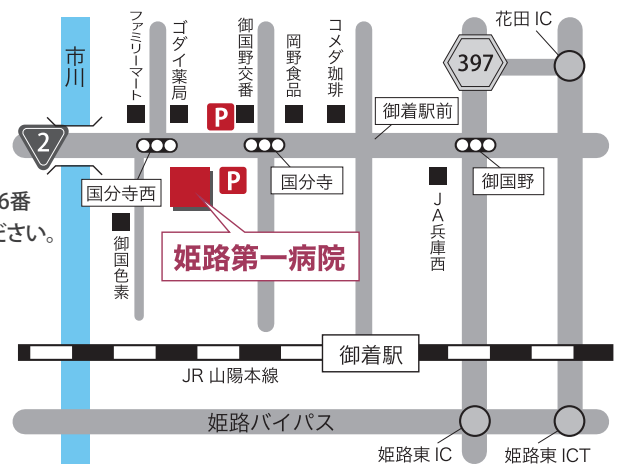 花田 IC
市川
ファミリーマート
ゴダイ薬局
御国野交番
岡野食品
コメダ珈琲
397
P
御着駅前
2
国分寺西
P
国分寺
御国野
6番
ださい。
御国色素
姫路第一病院
JA兵庫西
御着駅
JR 山陽本線
姫路バイパス
姫路東 IC
姫路東 ICT